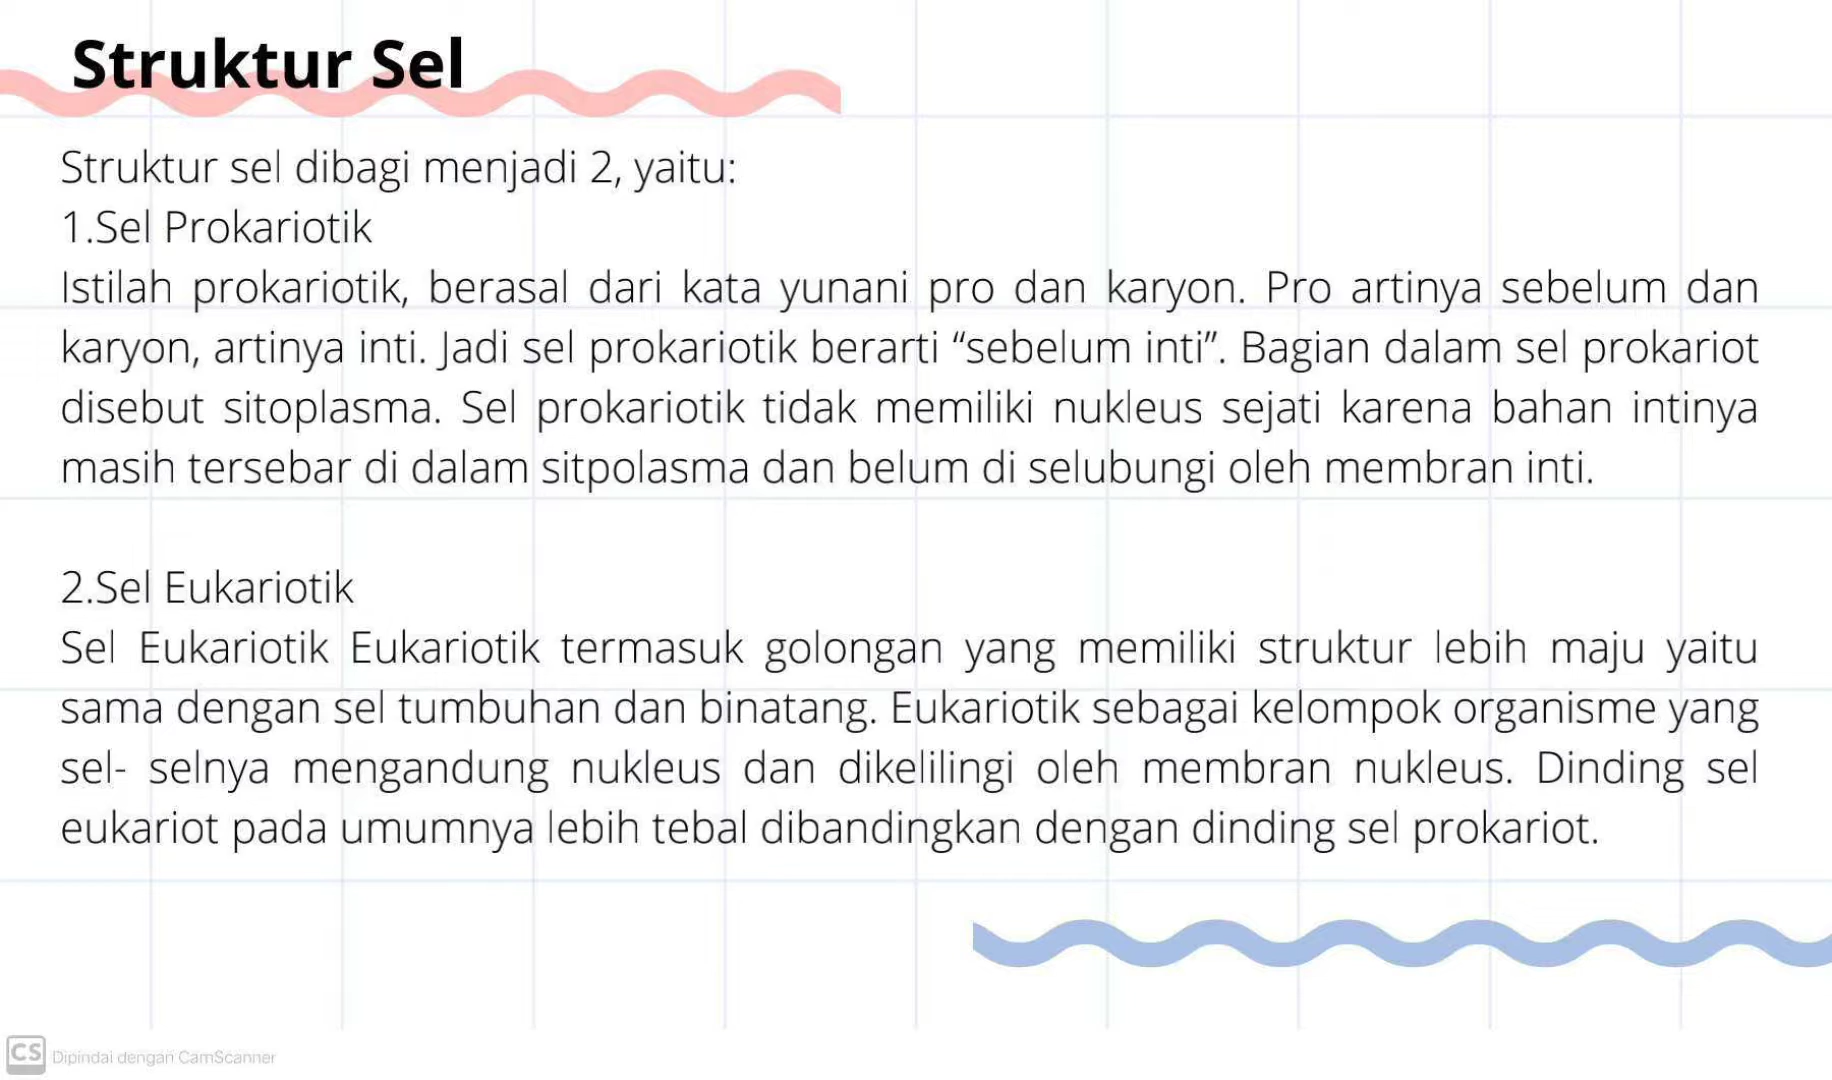 Struktur Sel
Struktur sel dibagi menjadi 2, yaitu:
1.Sel Prokariotik
Istilah prokariotik, berasal dari kata yunani pro dan karyon. Pro artinya sebelum dan
karyon, artinya inti. Jadi sel prokariotik berarti “sebelum inti”. Bagian dalam sel prokariot
disebut sitoplasma. Sel prokariotik tidak memiliki nukleus sejati karena bahan intinya
masih tersebar di dalam sitpolasma dan belum di selubungi oleh membran inti.
2.Sel Eukariotik
Sel Eukariotik Eukariotik termasuk golongan yang memiliki struktur lebih maju yaitu
sama dengan sel tumbuhan dan binatang. Eukariotik sebagai kelompok organisme yang
sel- selnya mengandung nukleus dan dikelilingi oleh membran nukleus. Dinding sel
eukariot pada umumnya lebih tebal dibandingkan dengan dinding sel prokariot.
CS Dipindai dengan CamScanner